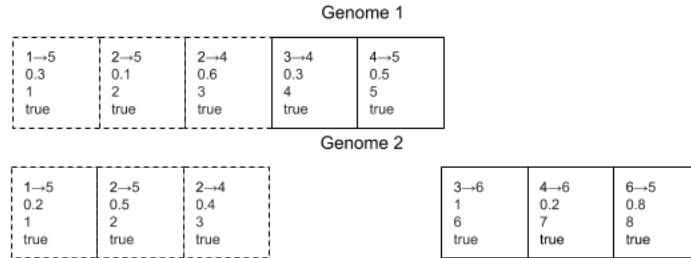 Genome 1
1→5 2→5 2→4 3→4 4→5
0.3 0.1 0.6 0.3 0.5
1 2 3 4 5
true true true true true
Genome 2
1→5 2→5 2→4 3→6 4→6 6→5
0.2 0.5 0.4 1 0.2 0.8
1 2 3 6 7 8
true true true true true true